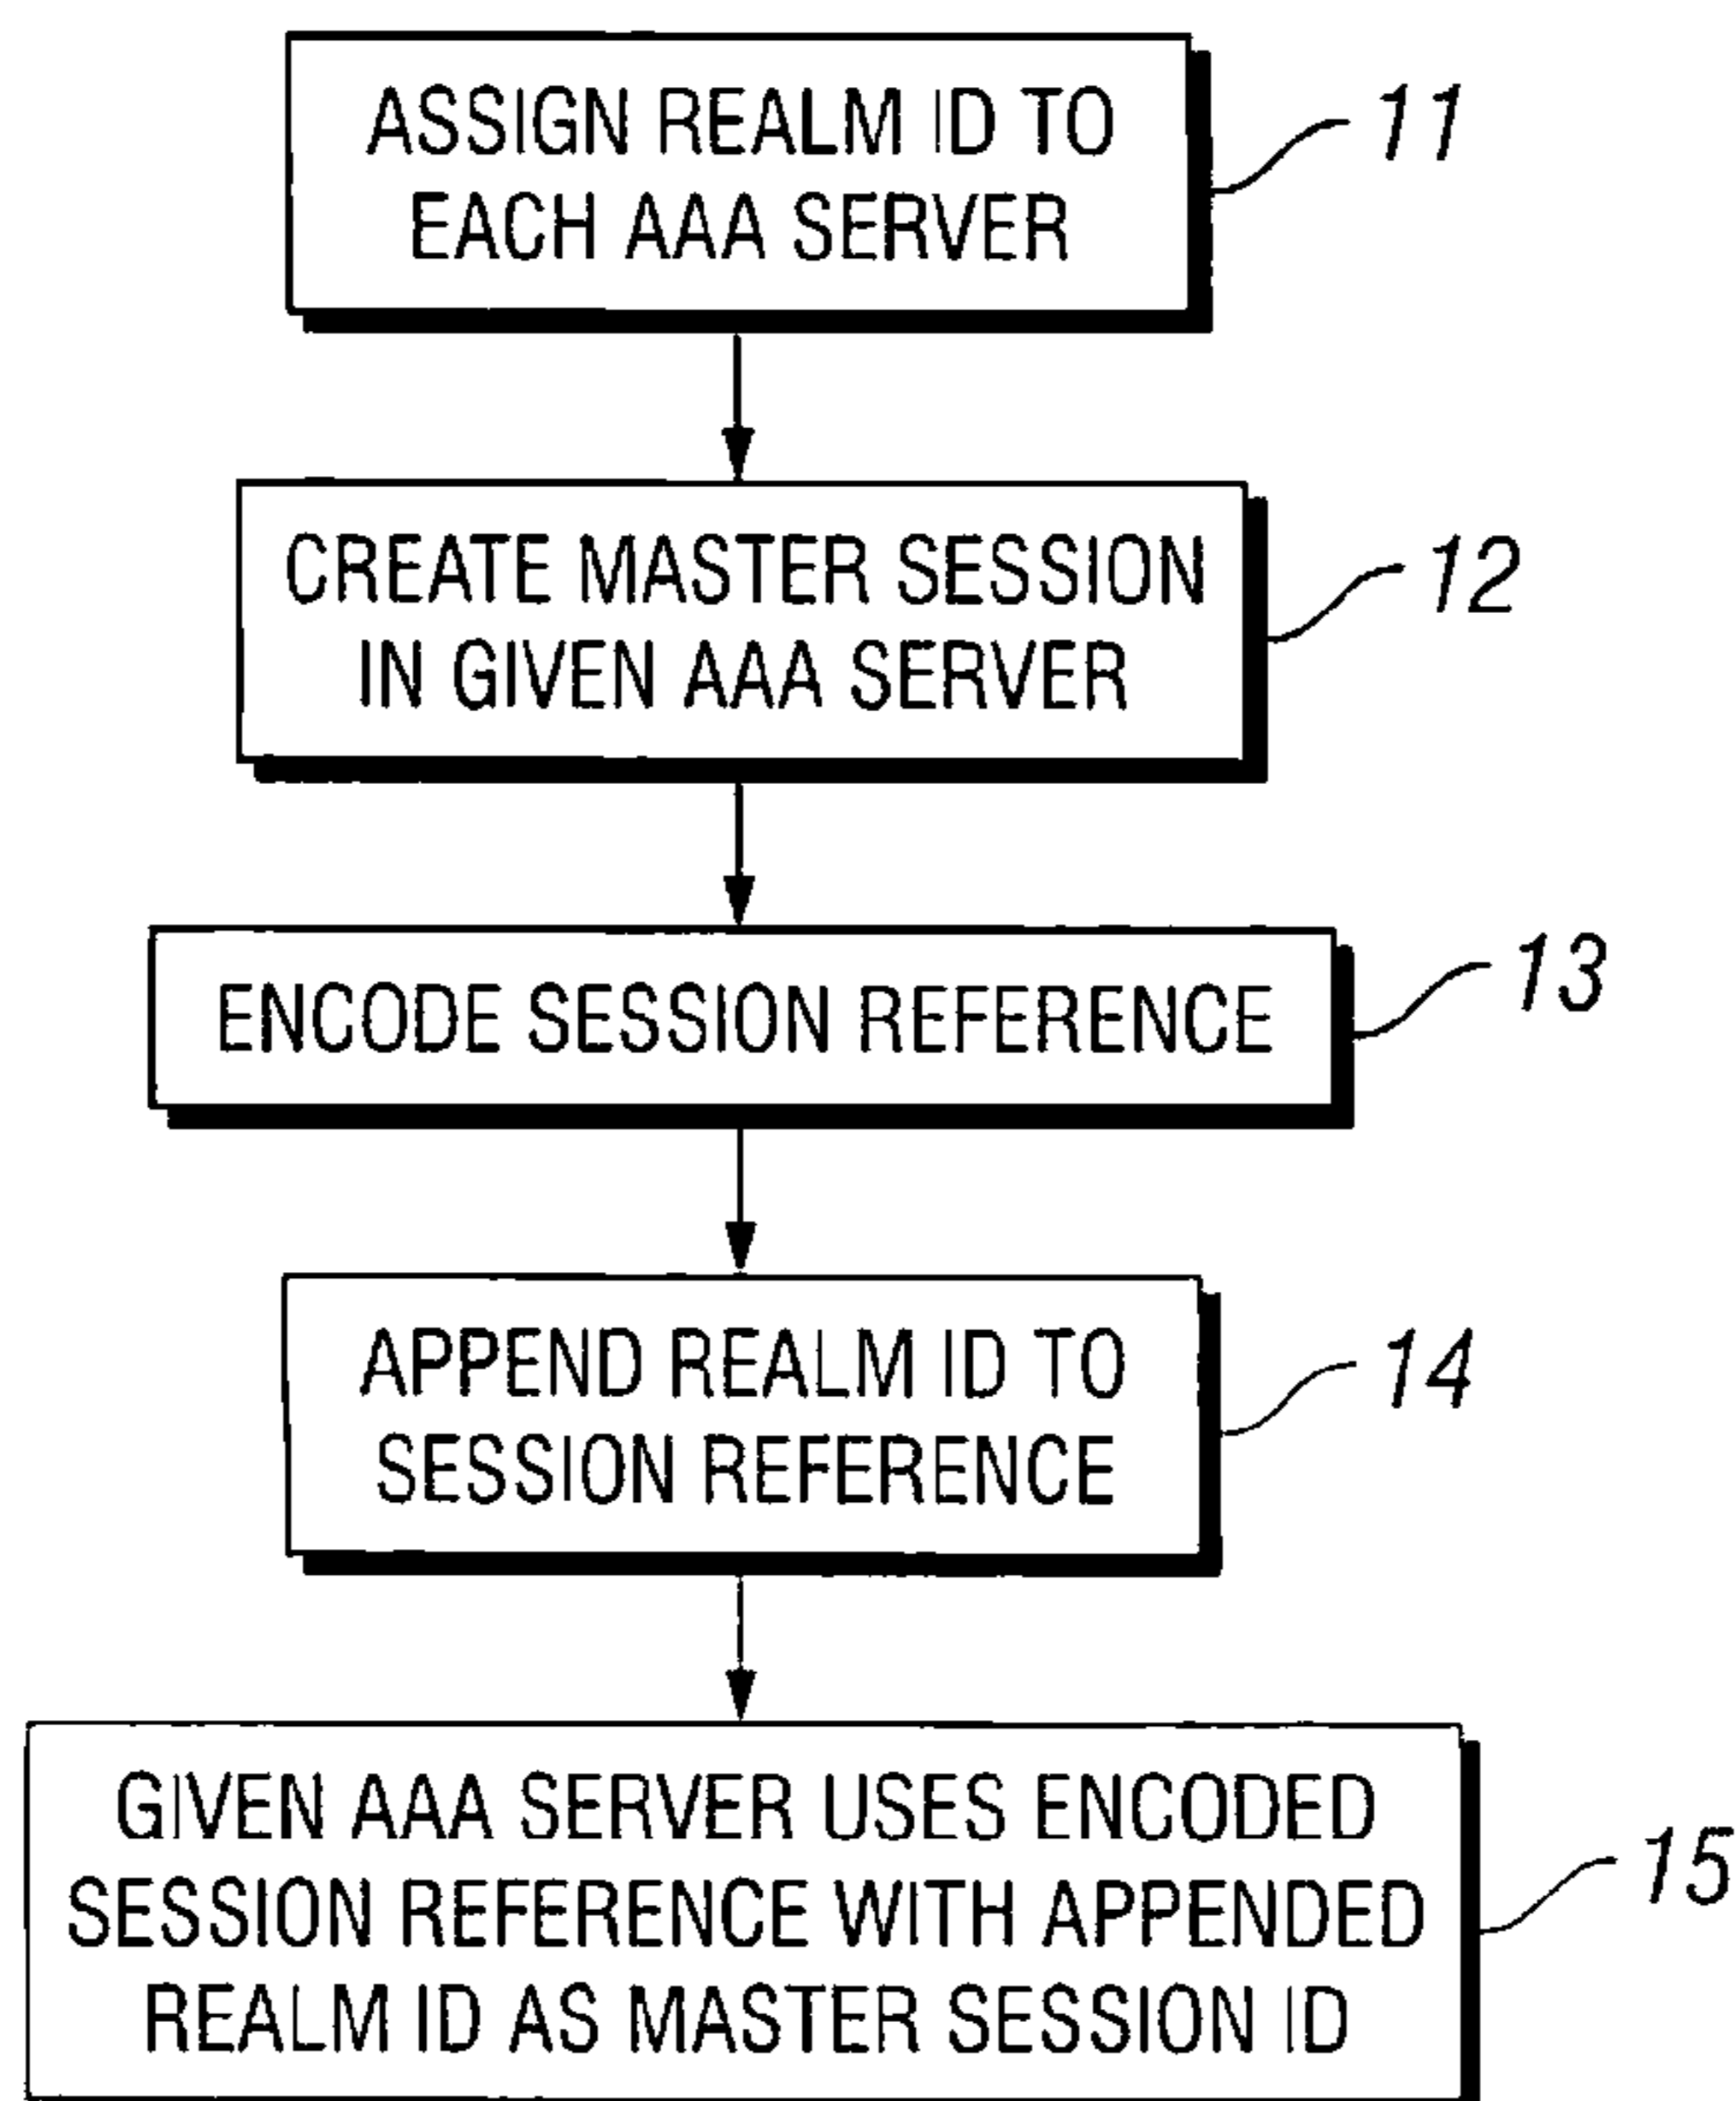 ASSIGN REALM ID TO
EACH AAA SERVER
11
CREATE MASTER SESSION
IN GIVEN AAA SERVER
12
ENCODE SESSION REFERENCE
13
APPEND REALM ID TO
SESSION REFERENCE
14
GIVEN AAA SERVER USES ENCODED
SESSION REFERENCE WITH APPENDED
REALM ID AS MASTER SESSION ID
15